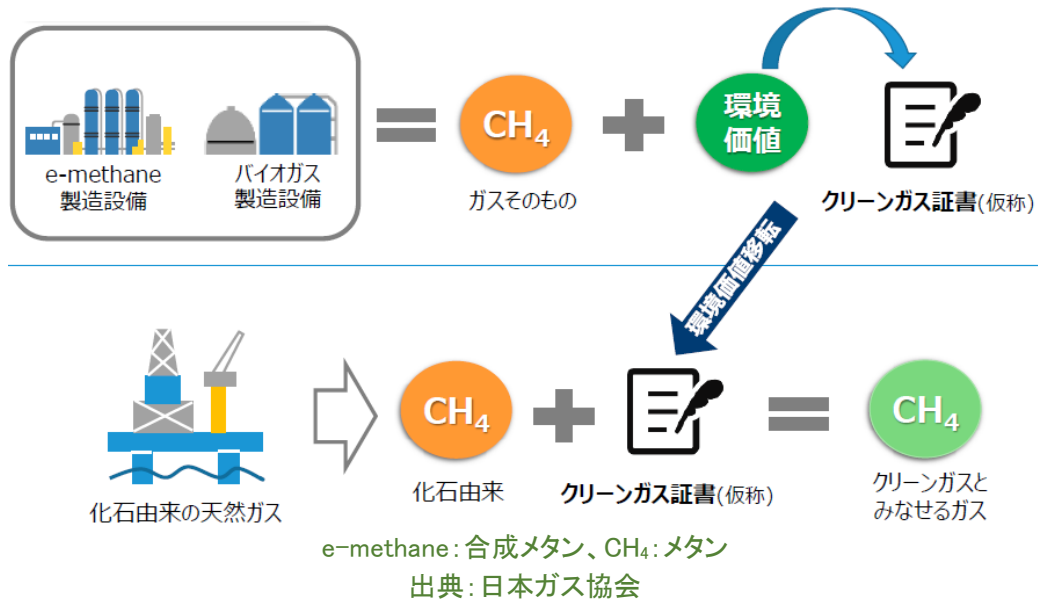 e-methane
製造設備
バイオガス
製造設備
CH₄
ガスそのもの
環境
価値
クリーンガス証書(仮称)
環境価値移転
化石由来の天然ガス
CH₄
化石由来
クリーンガス証書(仮称)
CH₄
クリーンガスと
みなせるガス
e-methane：合成メタン、CH₄：メタン
出典：日本ガス協会